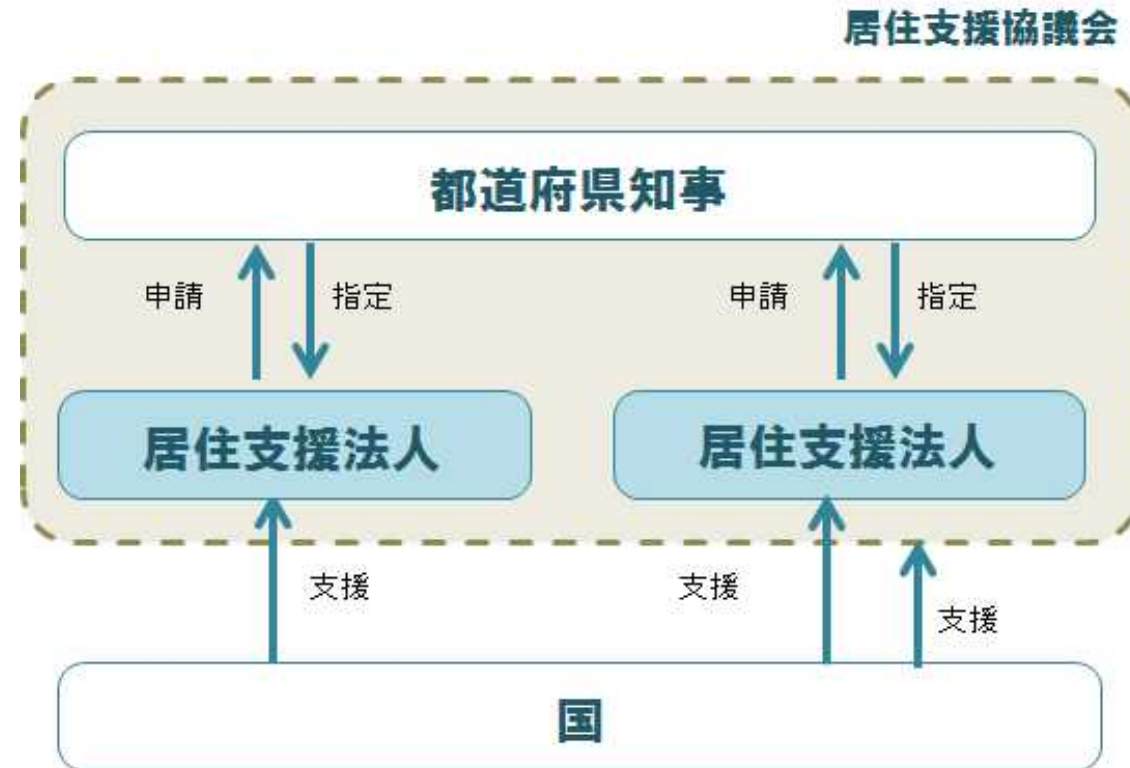 居住支援協議会
都道府県知事
申請
指定
申請
指定
居住支援法人
居住支援法人
支援
支援
支援
国